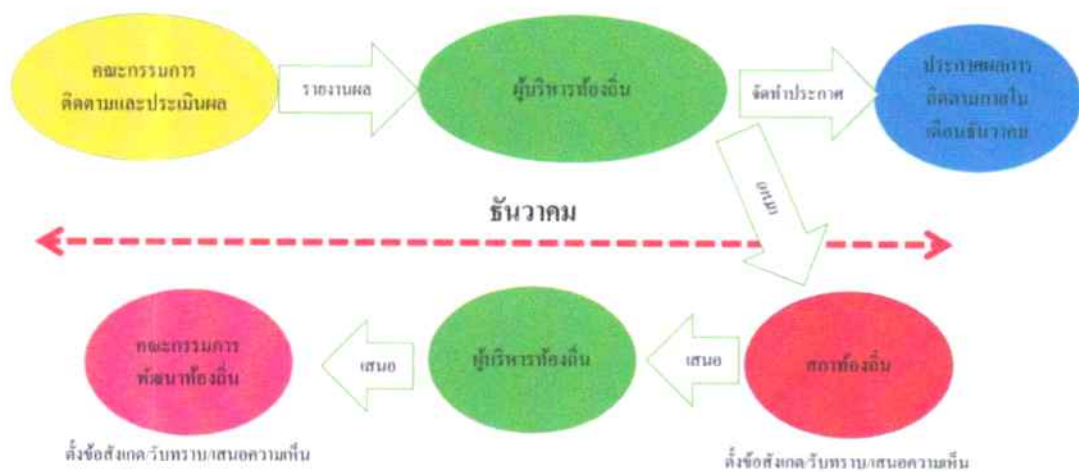 คณะกรรมการ
ติดตามและประเมินผล
รายงานผล
ผู้บริหารท้องถิ่น
จัดทำประกาศ
ประกาศผลการ
ติดตามภายใน
เดือนธันวาคม
ธันวาคม
คณะกรรมการ
พัฒนาท้องถิ่น
เสนอ
ผู้บริหารท้องถิ่น
เสนอ
สภาท้องถิ่น
ตั้งข้อสังเกต/รับทราบ/เสนอความเห็น
ตั้งข้อสังเกต/รับทราบ/เสนอความเห็น